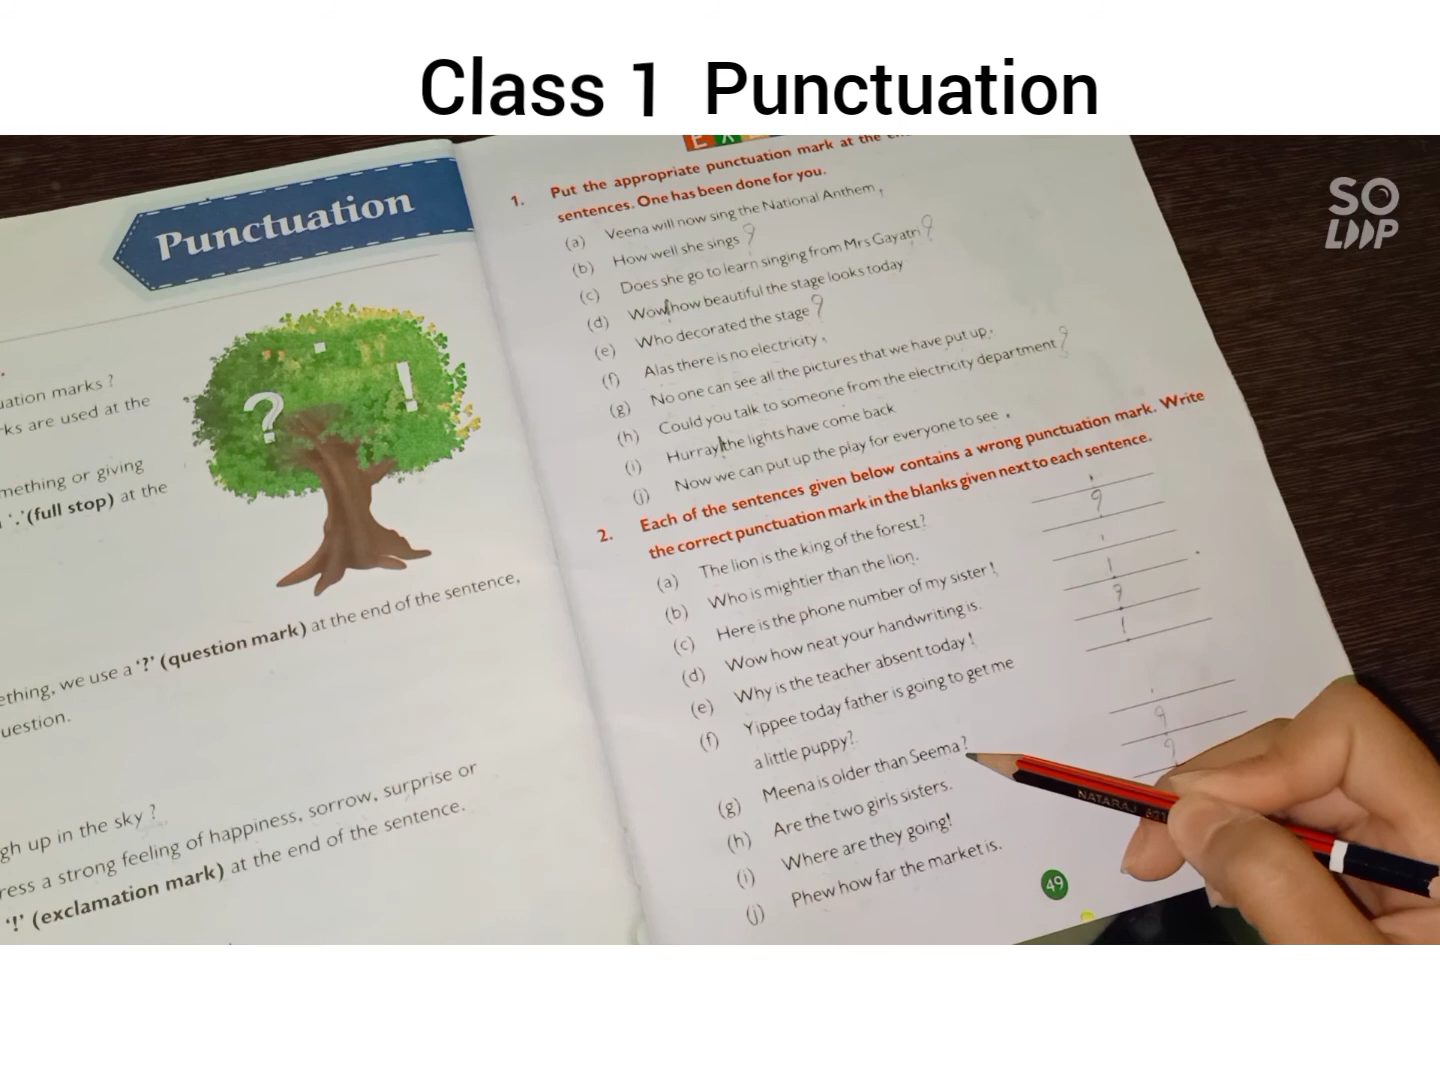 Class 1 Punctuation
SO
LOOP
Punctuation
? . !
uation marks ?
ks are used at the
mething or giving
'.' (full stop) at the
ething, we use a '?' (question mark) at the end of the sentence,
uestion.
gh up in the sky ?
ress a strong feeling of happiness, sorrow, surprise or
'!' (exclamation mark) at the end of the sentence.
1. Put the appropriate punctuation mark at the
sentences. One has been done for you.
(a) Veena will now sing the National Anthem .
(b) How well she sings ?
(c) Does she go to learn singing from Mrs Gayatri ?
(d) Wow! how beautiful the stage looks today
(e) Who decorated the stage ?
(f) Alas there is no electricity .
(g) No one can see all the pictures that we have put up .
(h) Could you talk to someone from the electricity department ?
(i) Hurray! the lights have come back
(j) Now we can put up the play for everyone to see .
2. Each of the sentences given below contains a wrong punctuation mark. Write
the correct punctuation mark in the blanks given next to each sentence.
(a) The lion is the king of the forest? .
(b) Who is mightier than the lion. ?
(c) Here is the phone number of my sister! .
(d) Wow how neat your handwriting is. !
(e) Why is the teacher absent today! ?
(f) Yippee today father is going to get me !
a little puppy?
(g) Meena is older than Seema? .
(h) Are the two girls sisters. ?
(i) Where are they going! ?
(j) Phew how far the market is.
NATARAJ 621
49